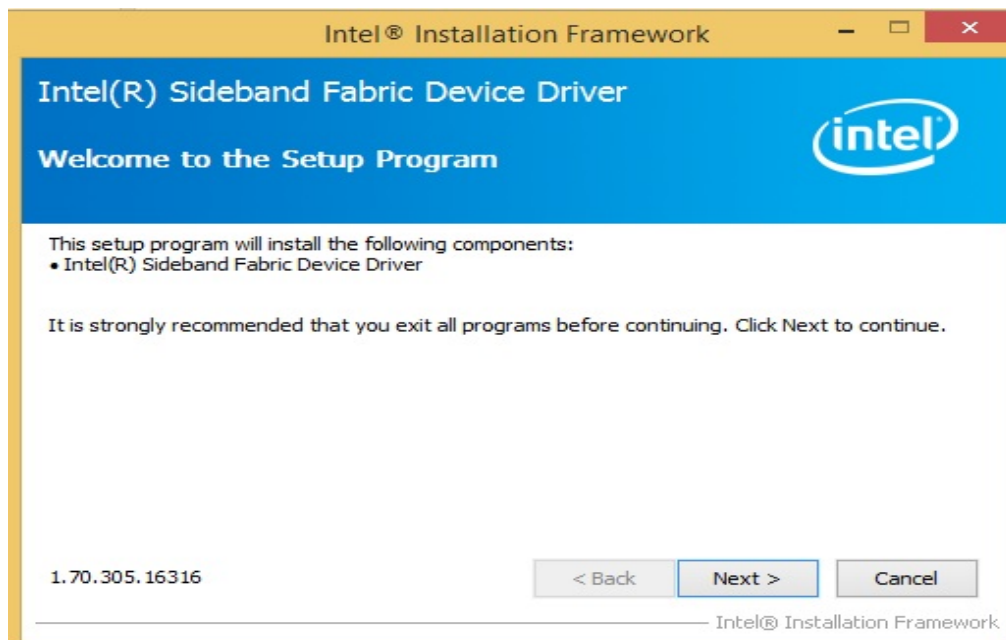 Intel® Installation Framework
Intel(R) Sideband Fabric Device Driver
intel
Welcome to the Setup Program
This setup program will install the following components:
• Intel(R) Sideband Fabric Device Driver
It is strongly recommended that you exit all programs before continuing. Click Next to continue.
1.70.305.16316
< Back
Next >
Cancel
Intel® Installation Framework